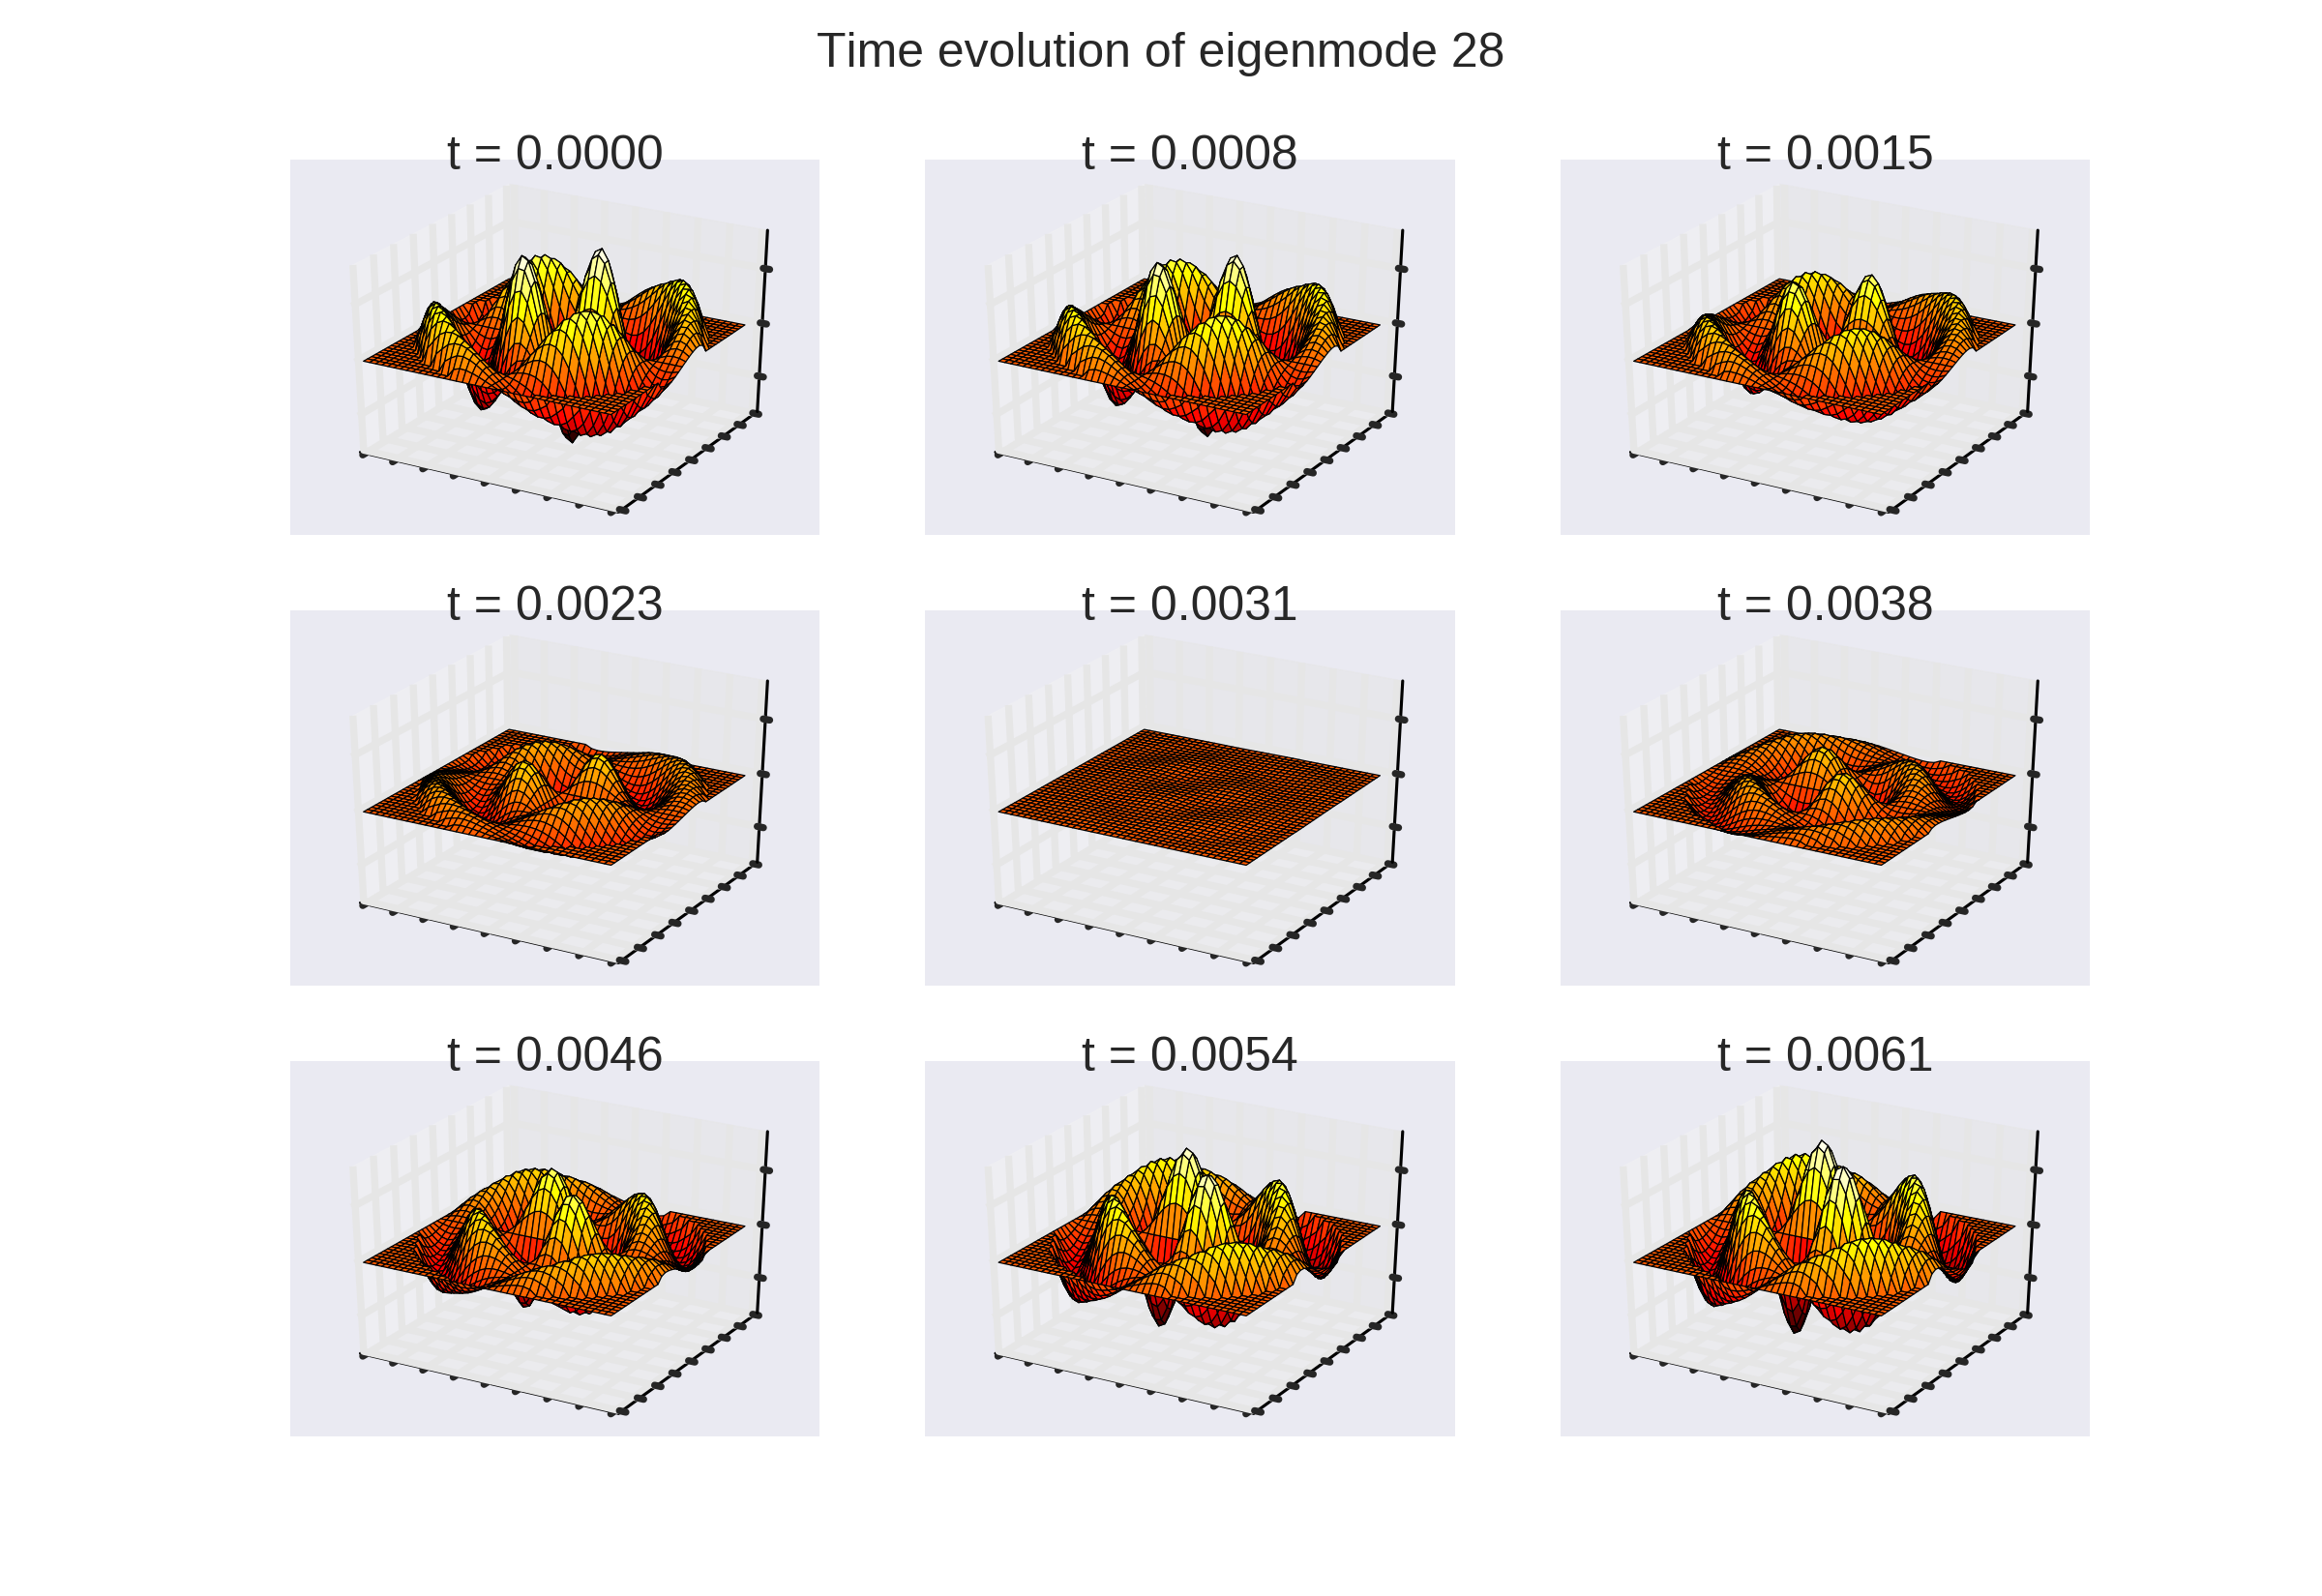 Time evolution of eigenmode 28
t = 0.0000
t = 0.0008
t = 0.0015
t = 0.0023
t = 0.0031
t = 0.0038
t = 0.0046
t = 0.0054
t = 0.0061